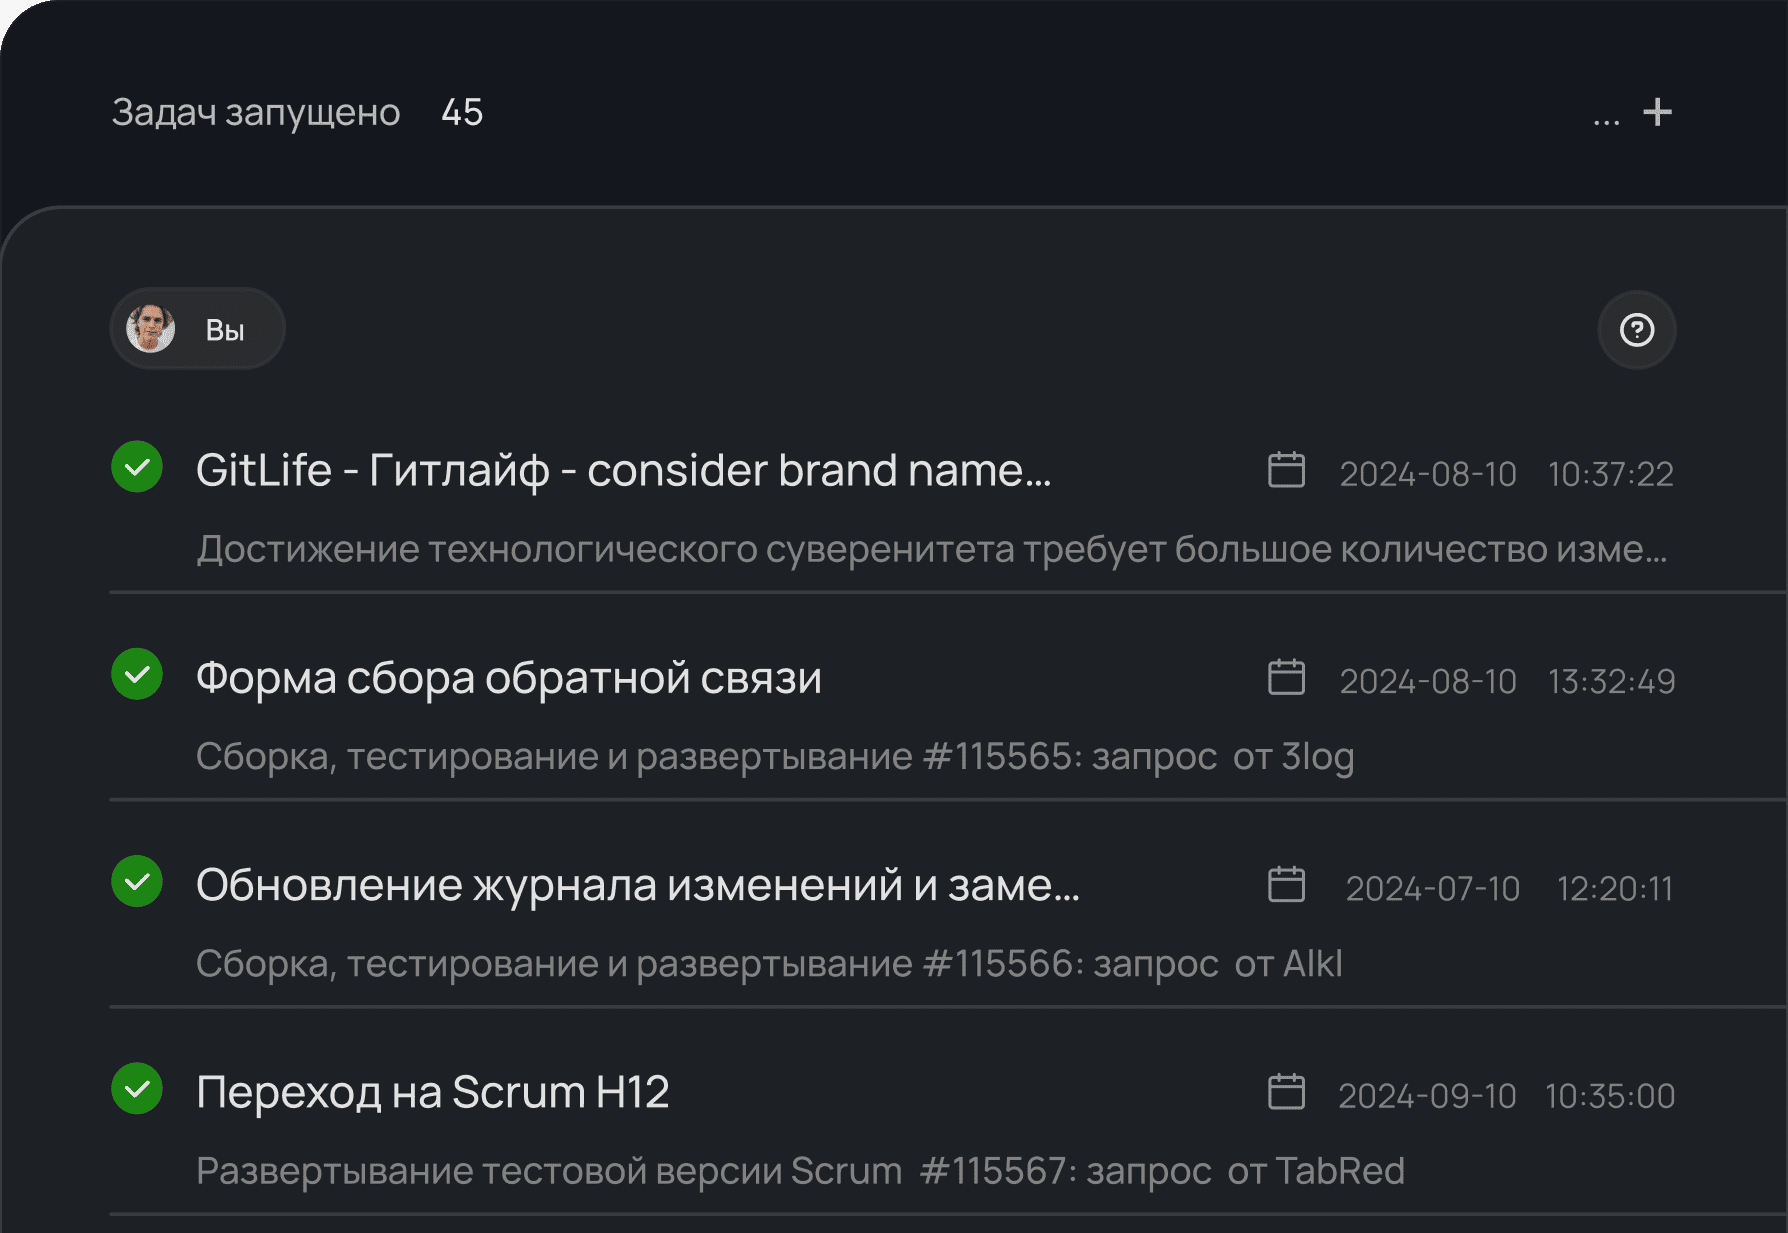 Задач запущено 45 ... +
Вы
GitLife - Гитлайф - consider brand name... 2024-08-10 10:37:22
Достижение технологического суверенитета требует большое количество изме...
Форма сбора обратной связи 2024-08-10 13:32:49
Сборка, тестирование и развертывание #115565: запрос от 3log
Обновление журнала изменений и заме... 2024-07-10 12:20:11
Сборка, тестирование и развертывание #115566: запрос от Alkl
Переход на Scrum H12 2024-09-10 10:35:00
Развертывание тестовой версии Scrum #115567: запрос от TabRed